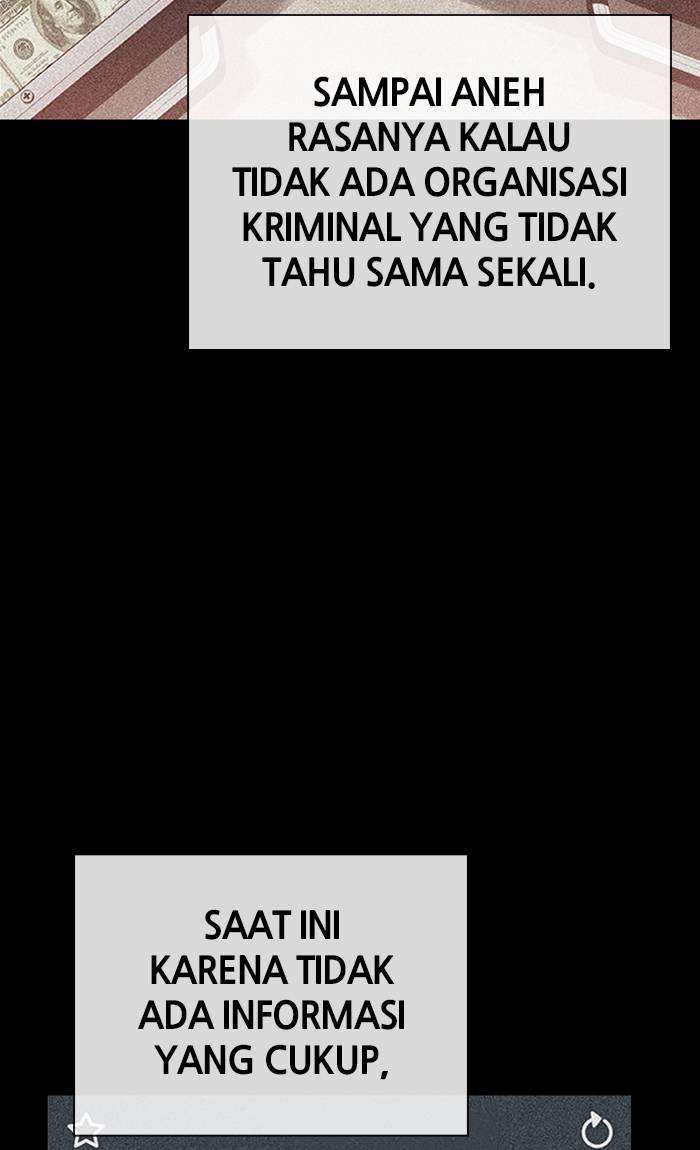 SAMPAI ANEH
RASANYA KALAU
TIDAK ADA ORGANISASI
KRIMINAL YANG TIDAK
TAHU SAMA SEKALI.
SAAT INI
KARENA TIDAK
ADA INFORMASI
YANG CUKUP,